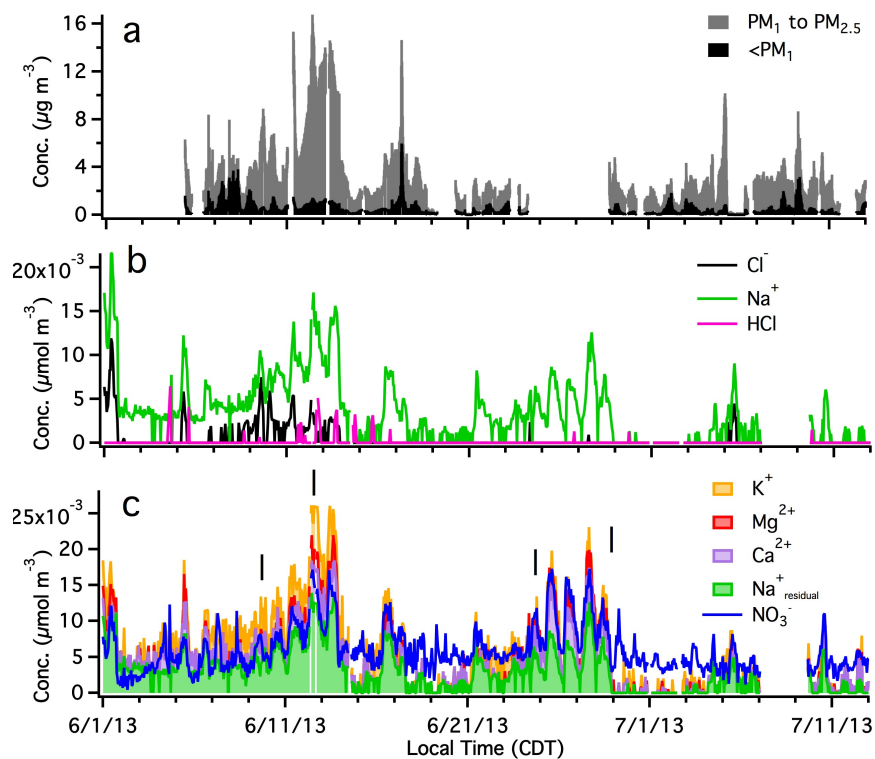 a
PM₁ to PM₂.₅
<PM₁
16
12
8
4
0
Conc. (µg m⁻³)
b
Cl⁻
Na⁺
HCl
20x10⁻³
15
10
5
0
Conc. (µmol m⁻³)
c
K⁺
Mg²⁺
Ca²⁺
Na⁺residual
NO₃⁻
25x10⁻³
20
15
10
5
0
Conc. (µmol m⁻³)
6/1/13 6/11/13 6/21/13 7/1/13 7/11/13
Local Time (CDT)